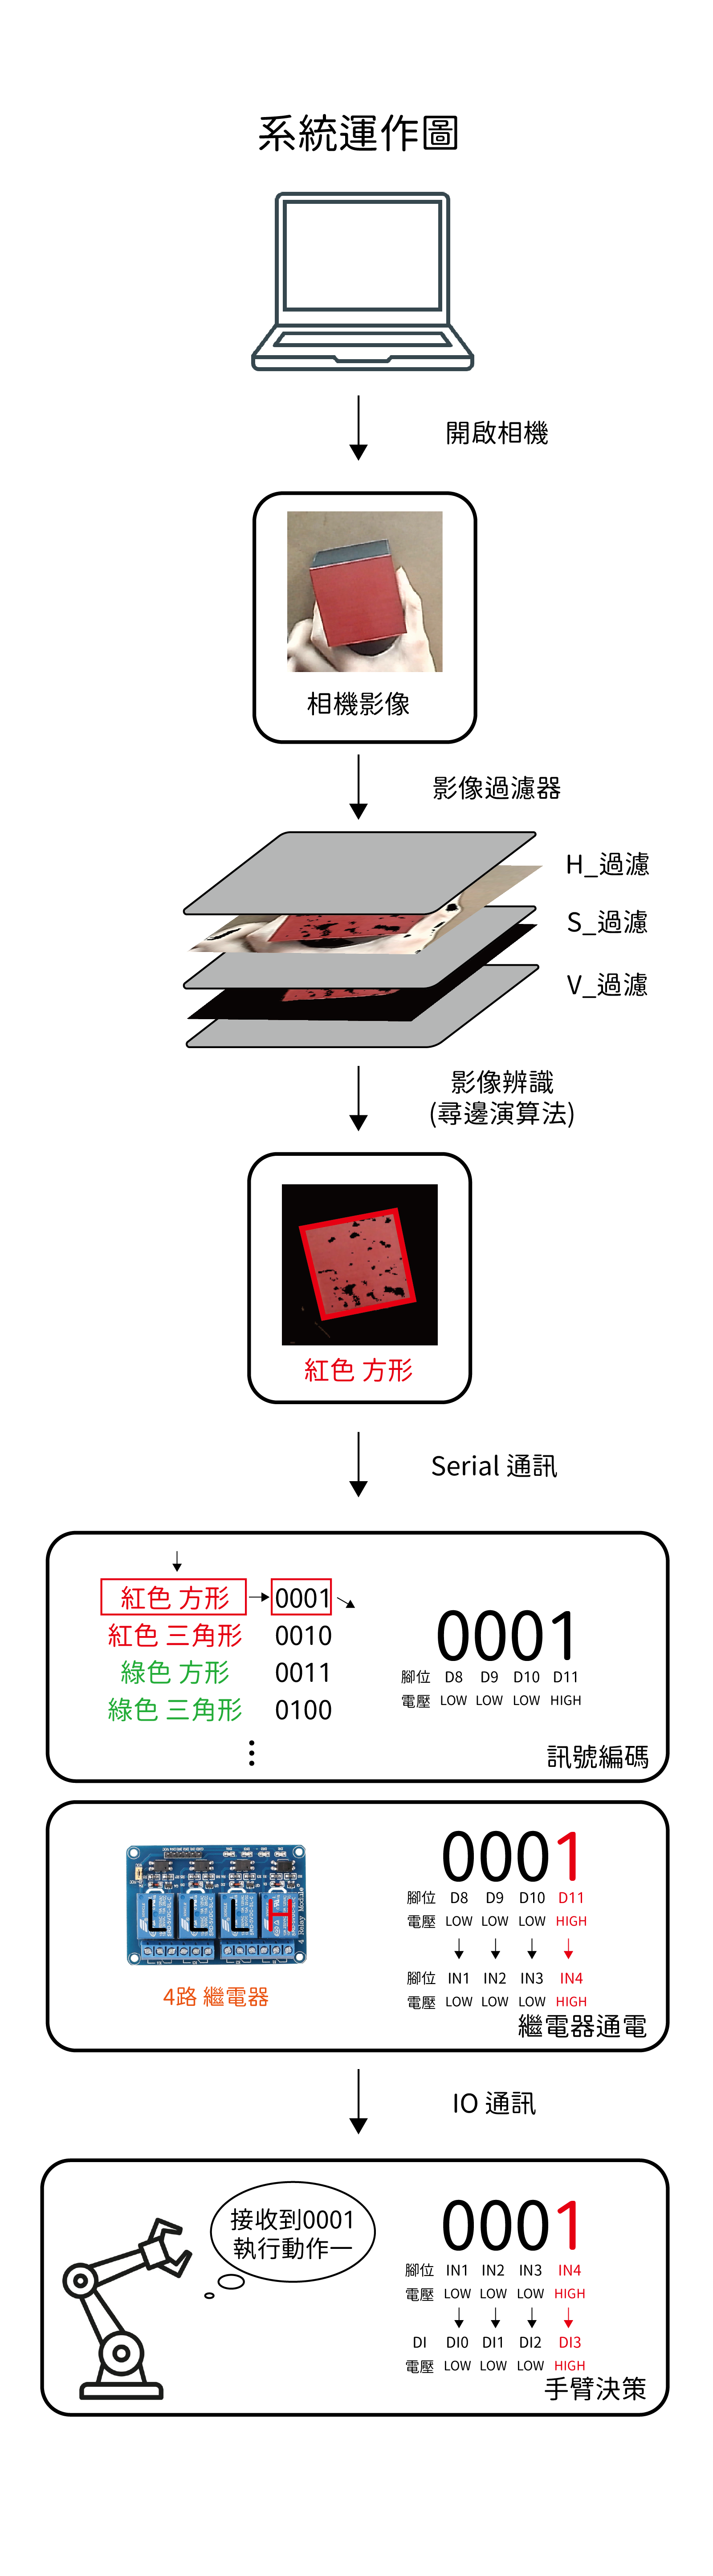 系統運作圖
開啟相機
相機影像
影像過濾器
H_過濾
S_過濾
V_過濾
影像辨識
(尋邊演算法)
紅色 方形
Serial 通訊
紅色 方形 0001
紅色 三角形 0010
綠色 方形 0011
綠色 三角形 0100
0001
腳位 D8 D9 D10 D11
電壓 LOW LOW LOW HIGH
訊號編碼
L L L H
4 Relay Module
4路 繼電器
0001
腳位 D8 D9 D10 D11
電壓 LOW LOW LOW HIGH
腳位 IN1 IN2 IN3 IN4
電壓 LOW LOW LOW HIGH
繼電器通電
IO 通訊
接收到0001
執行動作一
0001
腳位 IN1 IN2 IN3 IN4
電壓 LOW LOW LOW HIGH
DI DI0 DI1 DI2 DI3
電壓 LOW LOW LOW HIGH
手臂決策